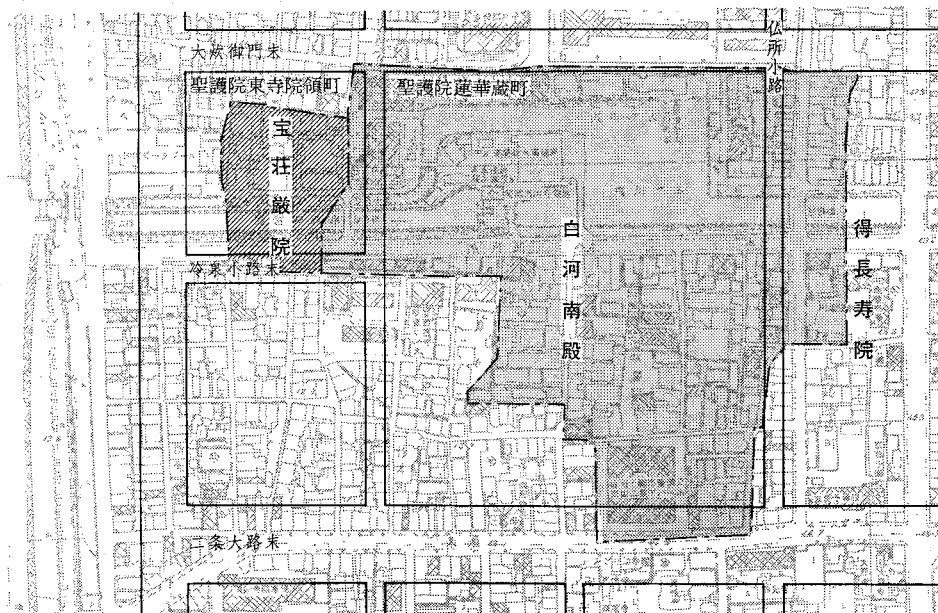 大炊御門末
仏所小路
聖護院東寺院領町
聖護院蓮華蔵町
宝荘厳院
白河南殿
得長寿院
冷泉小路末
二条大路末